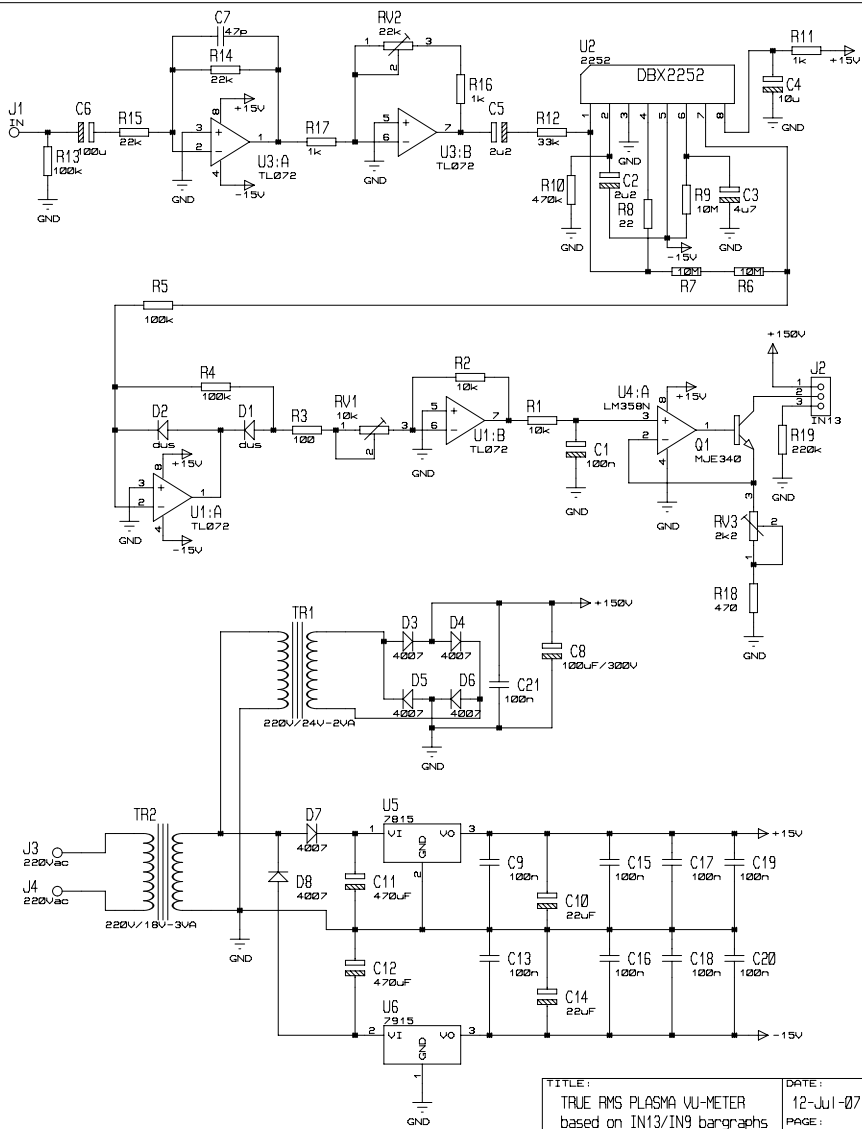 C7
47p
R14
22k
+15V
J1
IN
C6
100u
R15
22k
R13
100k
GND
GND
8
3
2
1
4
U3:A
TL072
-15V
R17
1k
RV2
22k
1
3
2
R16
1k
5
6
7
U3:B
TL072
GND
C5
2u2
R12
33k
U2
2252
DBX2252
1
2
3
4
5
6
7
8
GND
R11
1k
+15V
C4
10u
GND
R10
470k
GND
C2
2u2
R8
22
R9
10M
C3
4u7
GND
-15V
10M
R7
10M
R6
R5
100k
R4
100k
D2
dus
D1
dus
R3
100
RV1
10k
1
3
2
+15V
8
3
2
1
4
U1:A
TL072
GND
-15V
R2
10k
5
6
7
U1:B
TL072
GND
R1
10k
C1
100n
GND
U4:A
LM358N
+15V
8
3
2
1
4
GND
Q1
MJE340
+150V
J2
1
2
3
IN13
R19
220k
GND
3
RV3
2k2
2
1
R18
470
GND
TR1
220V/24V-2VA
D3
4007
D4
4007
D5
4007
D6
4007
GND
+150V
C21
100n
C8
100uF/300V
J3
220Vac
J4
220Vac
TR2
220V/18V-3VA
GND
D7
4007
D8
4007
C11
470uF
C12
470uF
U5
7815
1
VI
VO
3
GND
2
U6
7915
2
VI
VO
3
GND
1
GND
C9
100n
C10
22uF
C15
100n
C17
100n
C19
100n
+15V
C13
100n
C14
22uF
C16
100n
C18
100n
C20
100n
-15V
TITLE:
TRUE RMS PLASMA VU-METER
based on IN13/IN9 bargraphs
DATE:
12-Jul-07
PAGE: